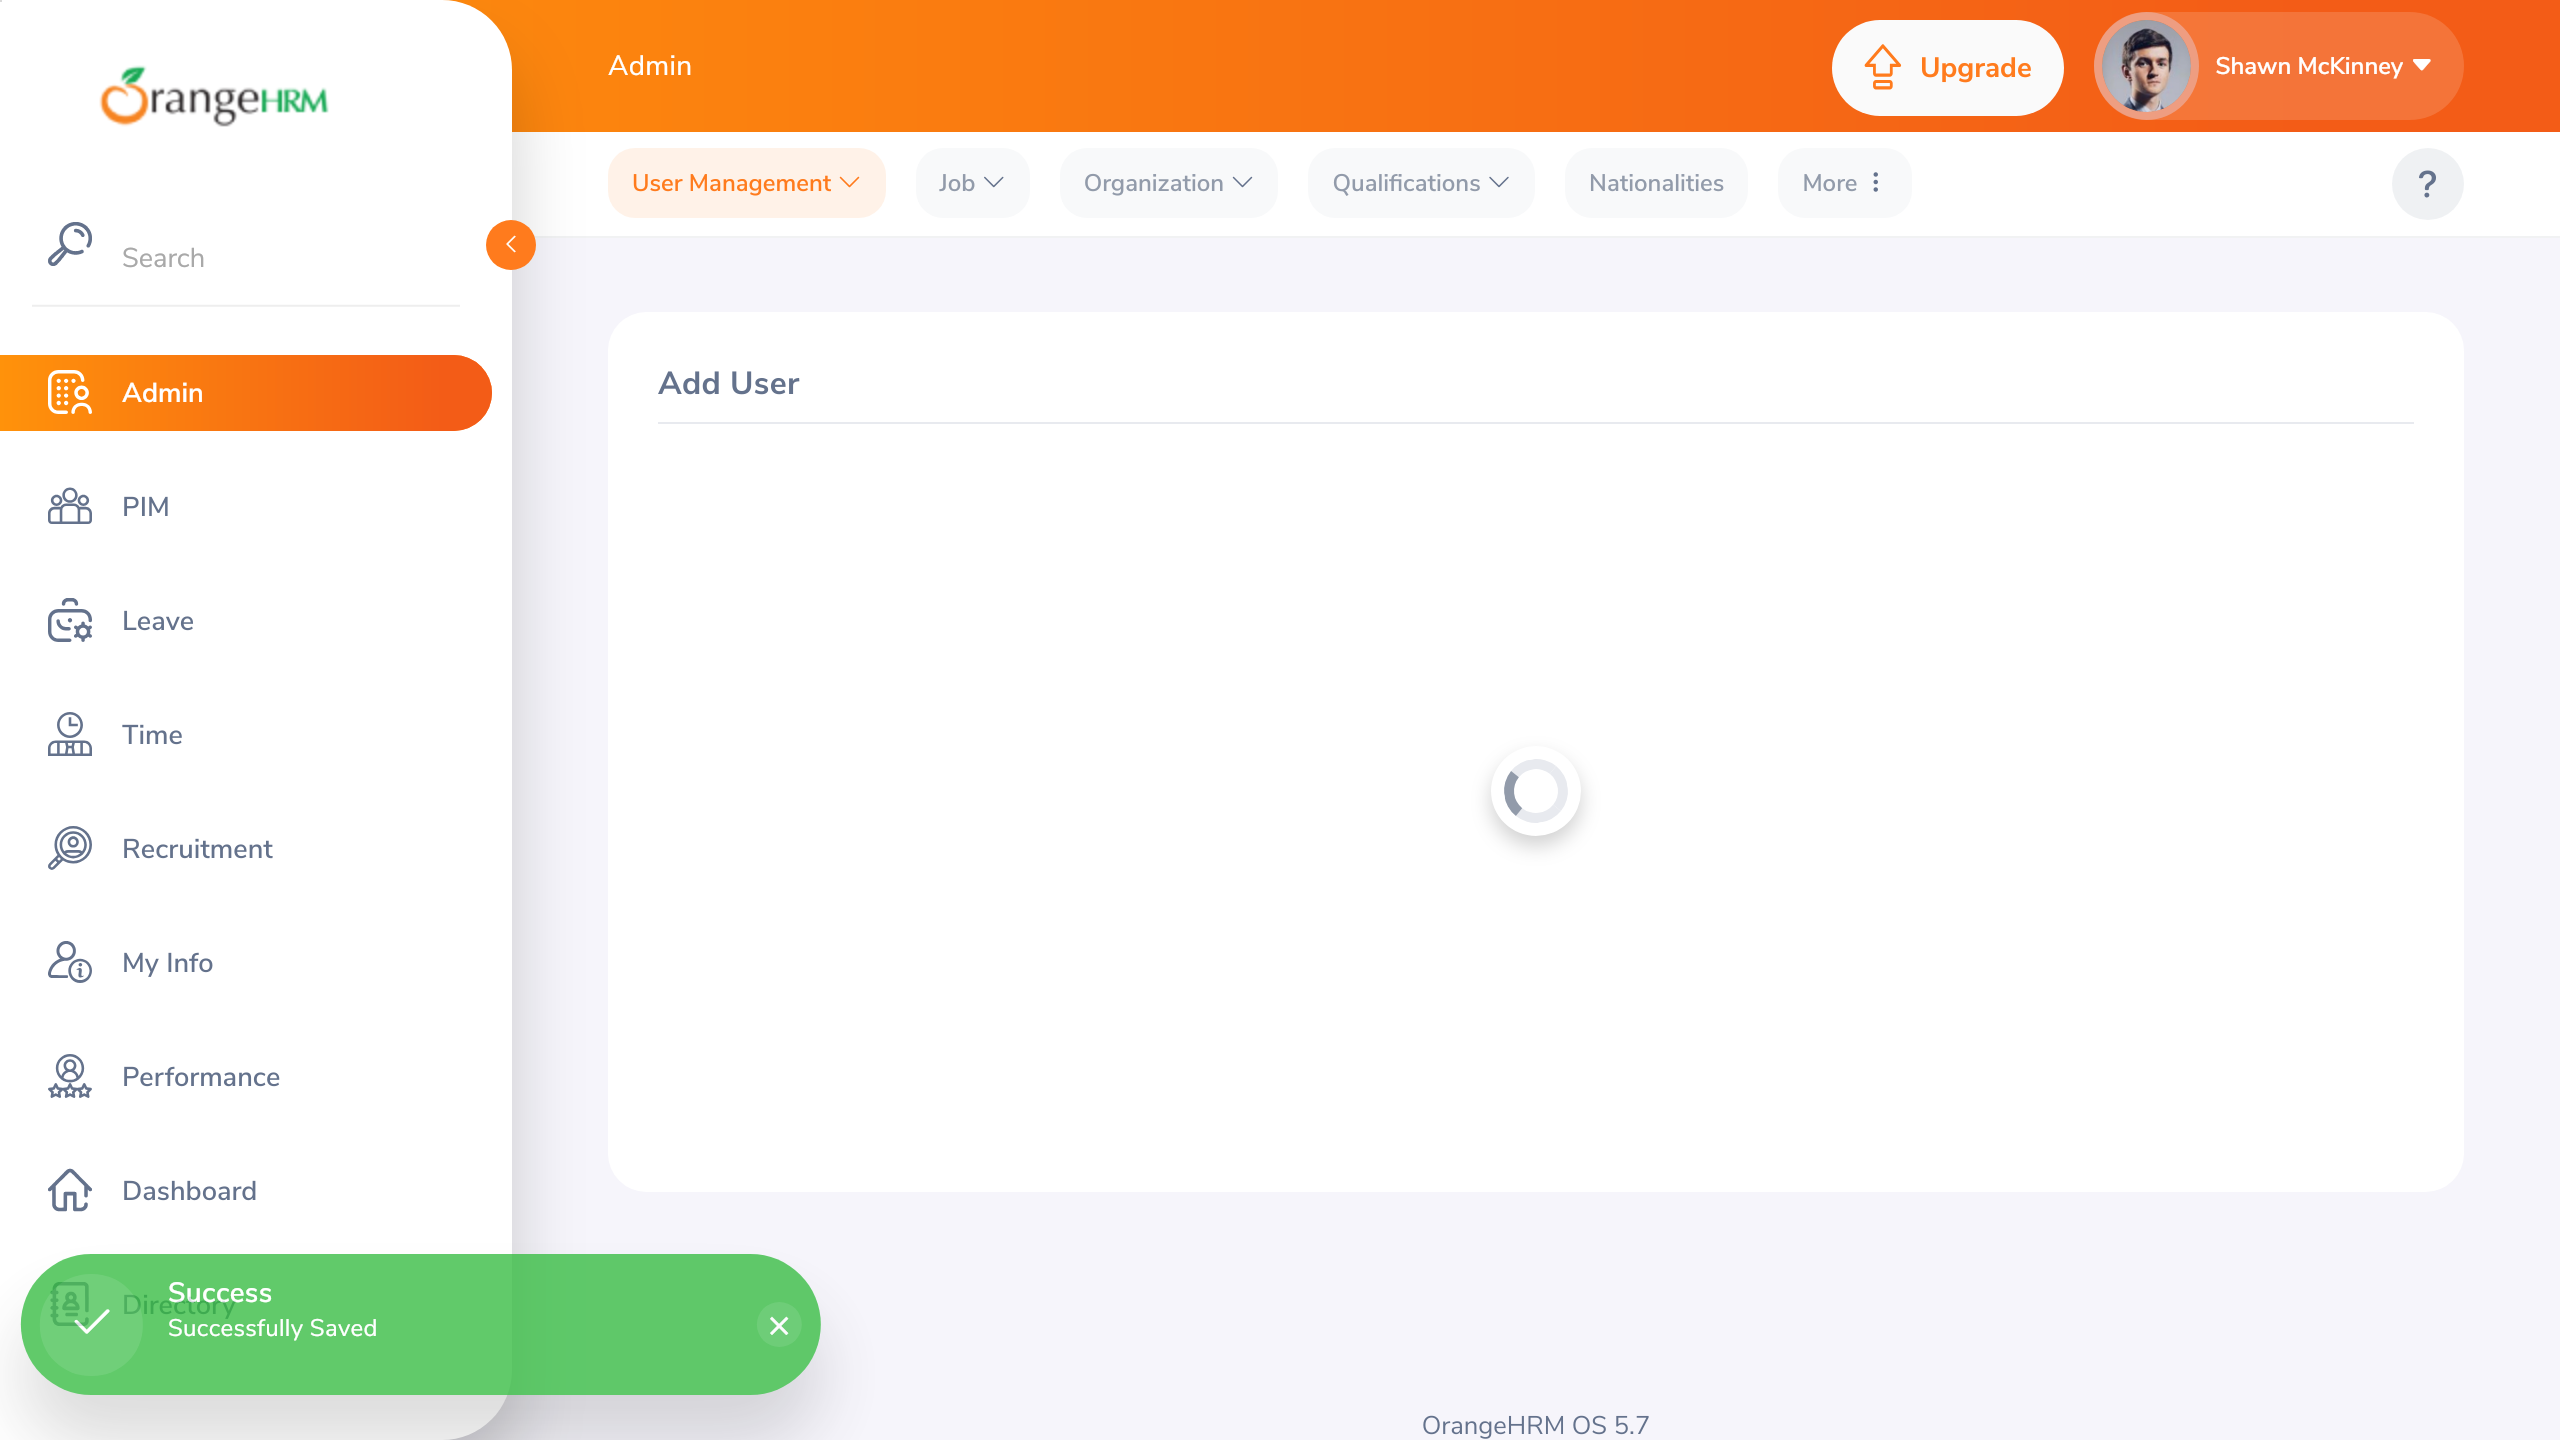 OrangeHRM
Admin
Upgrade
Shawn McKinney
User Management
Job
Organization
Qualifications
Nationalities
More
?
Search
Admin
PIM
Leave
Time
Recruitment
My Info
Performance
Dashboard
Directory
Add User
Success
Successfully Saved
OrangeHRM OS 5.7